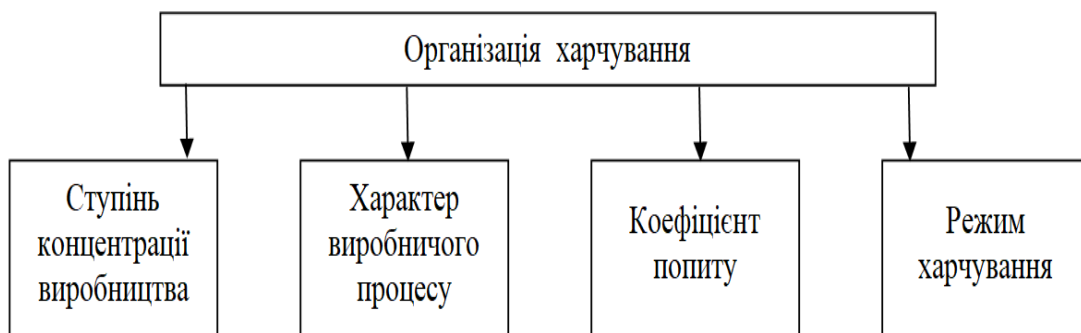 Організація харчування
Ступінь
концентрації
виробництва
Характер
виробничого
процесу
Коефіцієнт
попиту
Режим
харчування